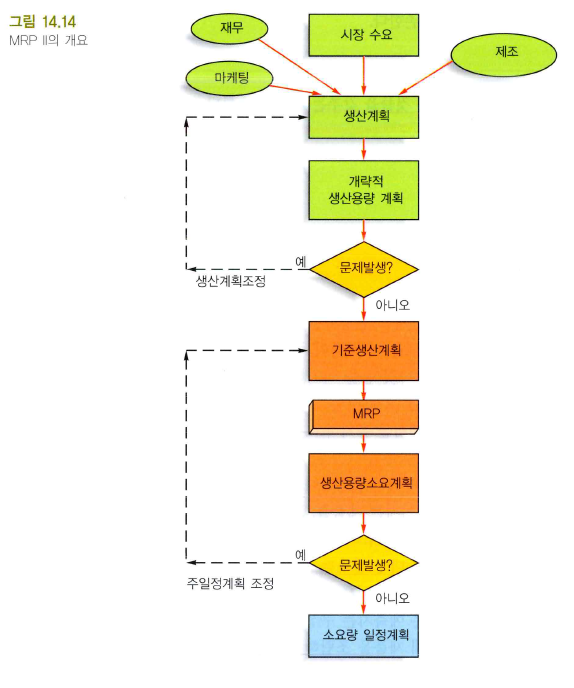 그림 14.14
MRP II의 개요
재무
시장 수요
제조
마케팅
생산계획
개략적
생산용량 계획
예
문제발생?
생산계획조정
아니오
기준생산계획
MRP
생산용량소요계획
예
문제발생?
주일정계획 조정
아니오
소요량 일정계획